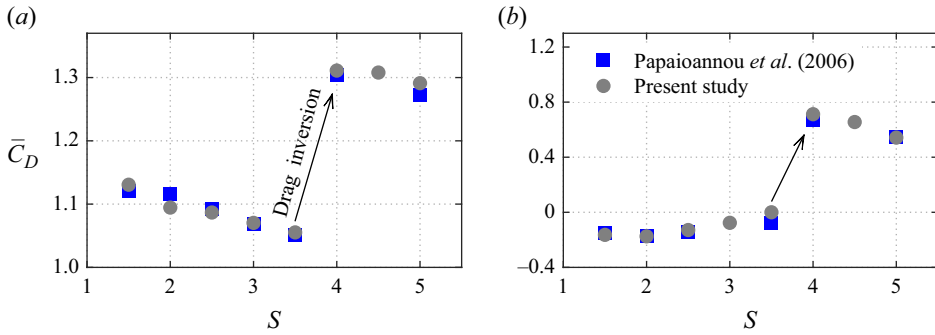 (a)
1.3
1.2
1.1
1.0
C̅_D
Drag inversion
1 2 3 4 5
S
(b)
1.2
0.8
0.4
0
–0.4
Papaioannou et al. (2006)
Present study
1 2 3 4 5
S